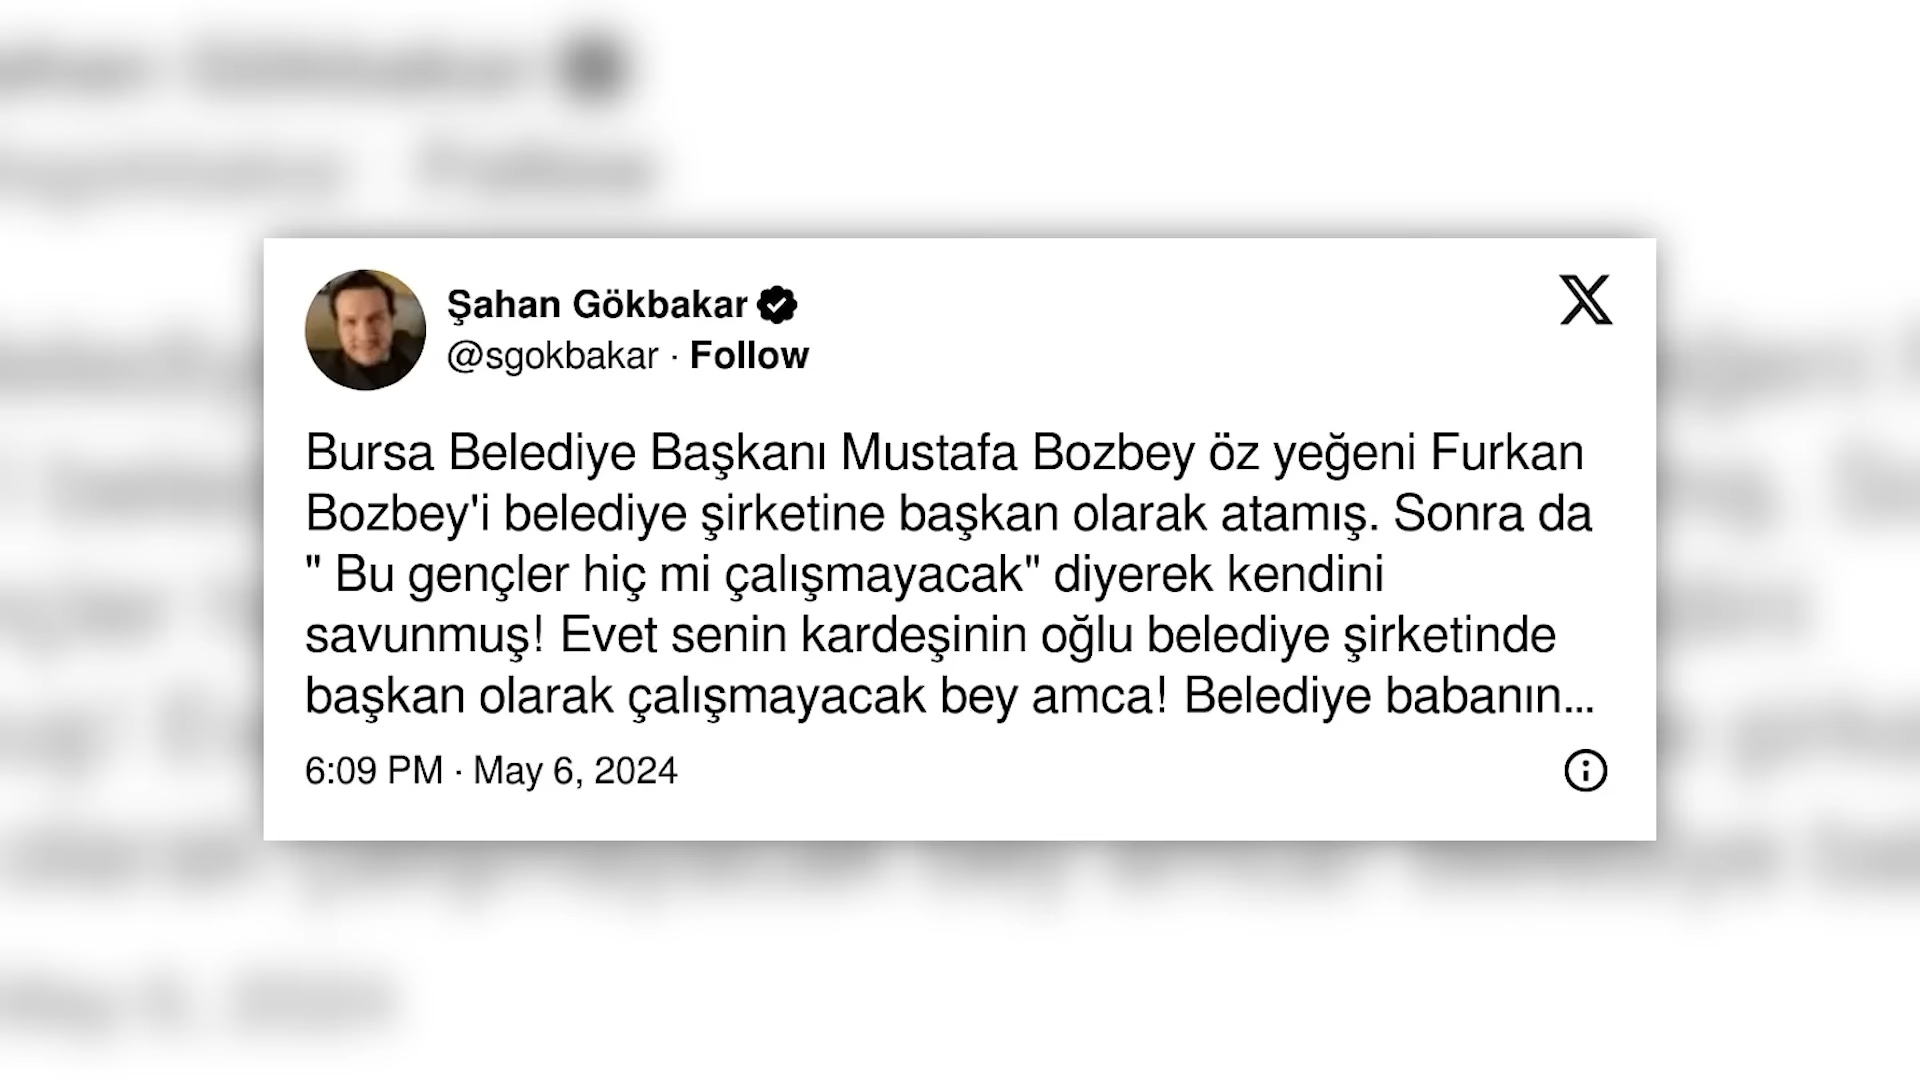 Şahan Gökbakar
@sgokbakar · Follow
Bursa Belediye Başkanı Mustafa Bozbey öz yeğeni Furkan
Bozbey'i belediye şirketine başkan olarak atamış. Sonra da
" Bu gençler hiç mi çalışmayacak" diyerek kendini
savunmuş! Evet senin kardeşinin oğlu belediye şirketinde
başkan olarak çalışmayacak bey amca! Belediye babanın...
6:09 PM · May 6, 2024